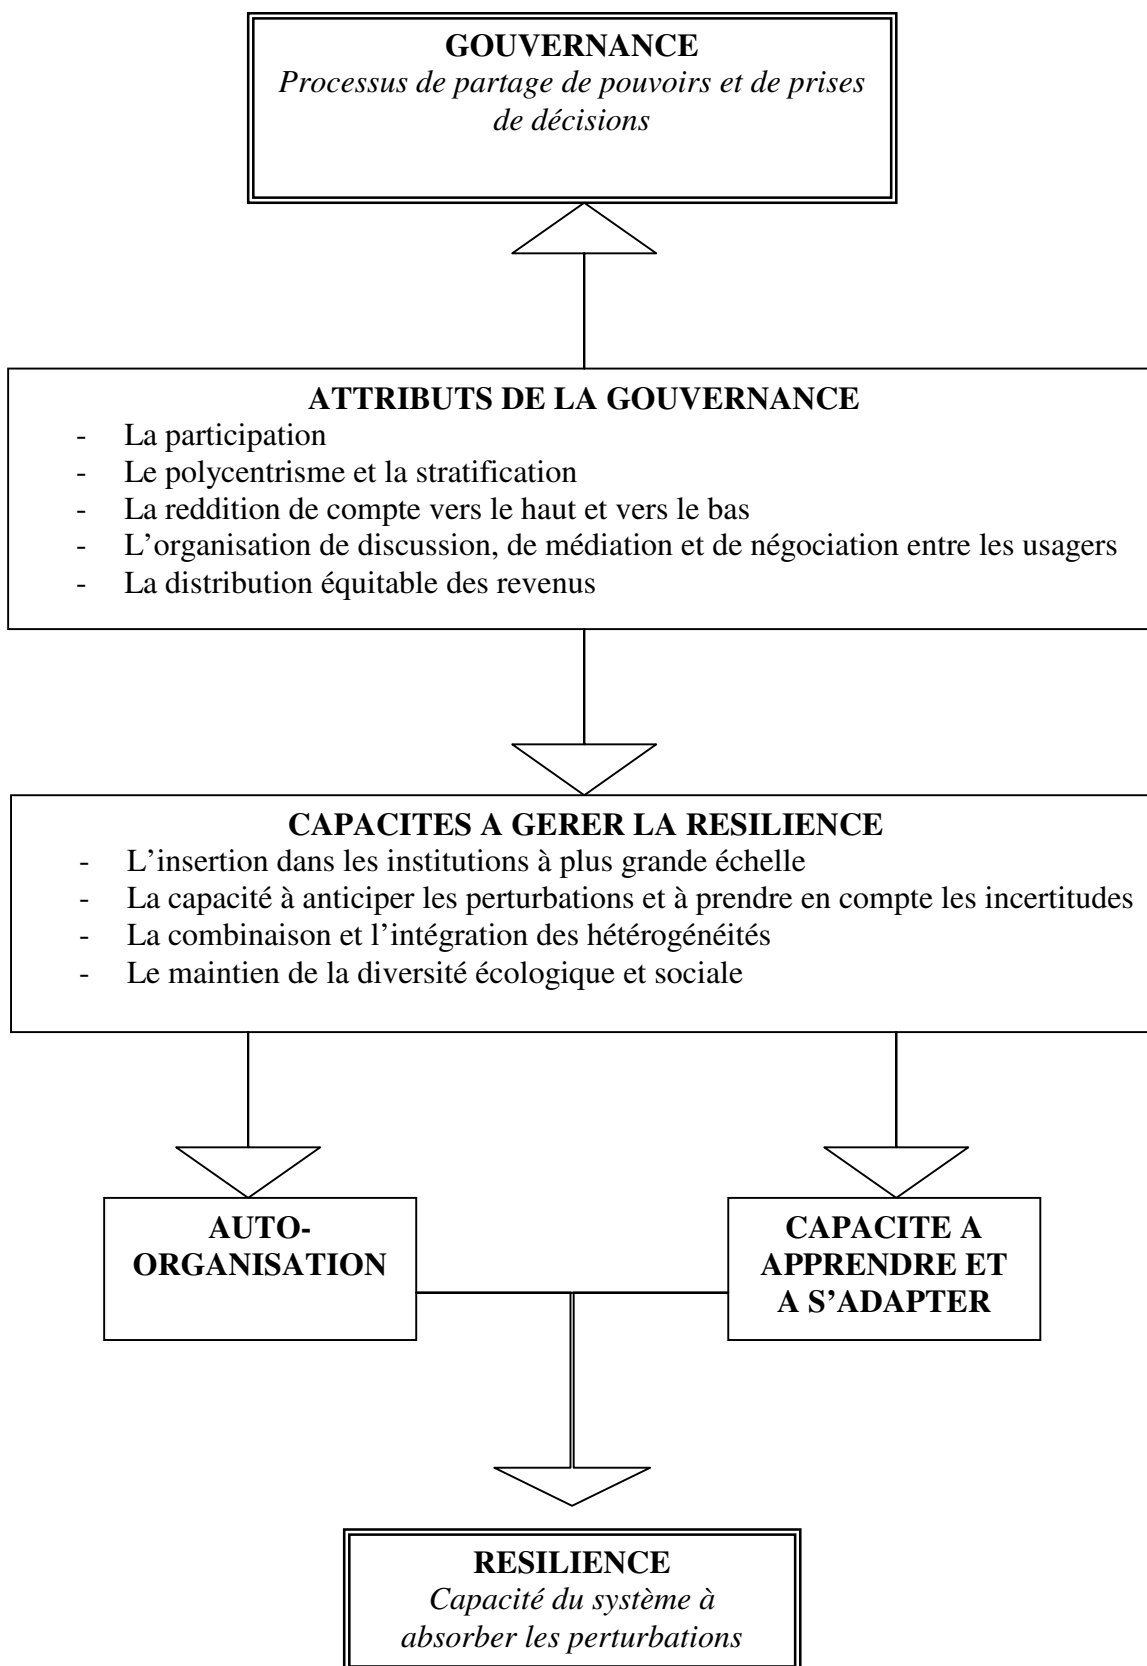 GOUVERNANCE
Processus de partage de pouvoirs et de prises
de décisions
ATTRIBUTS DE LA GOUVERNANCE
- La participation
- Le polycentrisme et la stratification
- La reddition de compte vers le haut et vers le bas
- L’organisation de discussion, de médiation et de négociation entre les usagers
- La distribution équitable des revenus
CAPACITES A GERER LA RESILIENCE
- L’insertion dans les institutions à plus grande échelle
- La capacité à anticiper les perturbations et à prendre en compte les incertitudes
- La combinaison et l’intégration des hétérogénéités
- Le maintien de la diversité écologique et sociale
AUTO-
ORGANISATION
CAPACITE A
APPRENDRE ET
A S’ADAPTER
RESILIENCE
Capacité du système à
absorber les perturbations